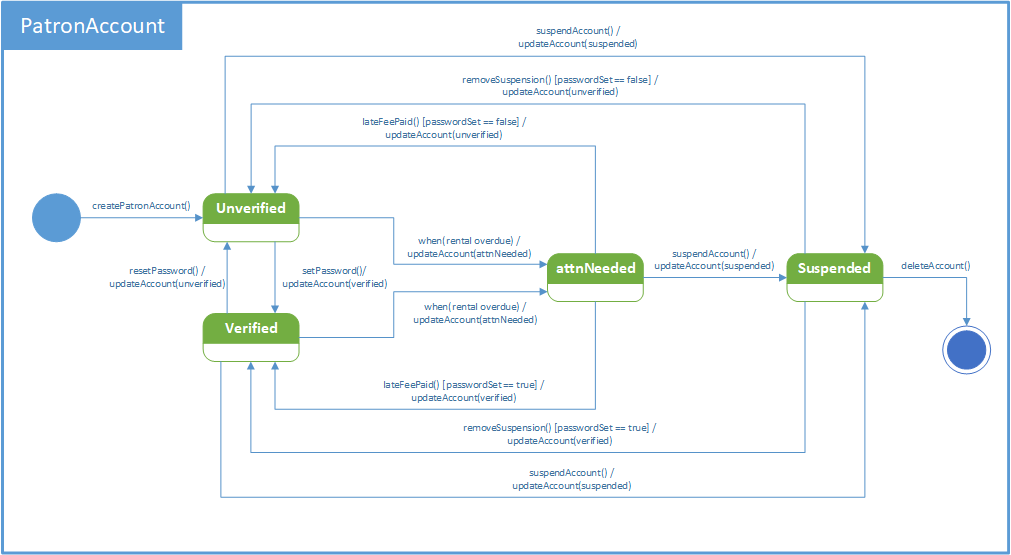 PatronAccount
suspendAccount() /
updateAccount(suspended)
removeSuspension() [passwordSet == false] /
updateAccount(unverified)
lateFeePaid() [passwordSet == false] /
updateAccount(unverified)
createPatronAccount()
Unverified
when(rental overdue) /
updateAccount(attnNeeded)
resetPassword() /
updateAccount(unverified)
setPassword()/
updateAccount(verified)
attnNeeded
suspendAccount() /
updateAccount(suspended)
Suspended
deleteAccount()
when(rental overdue) /
updateAccount(attnNeeded)
Verified
lateFeePaid() [passwordSet == true] /
updateAccount(verified)
removeSuspension() [passwordSet == true] /
updateAccount(verified)
suspendAccount() /
updateAccount(suspended)